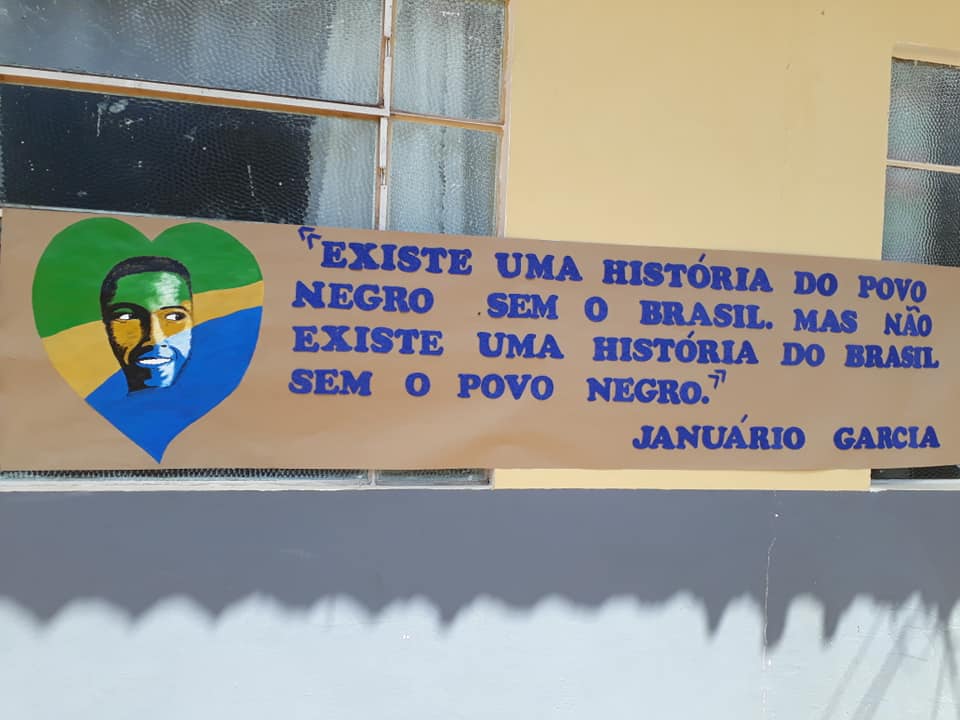 "EXISTE UMA HISTÓRIA DO POVO
NEGRO SEM O BRASIL. MAS NÃO
EXISTE UMA HISTÓRIA DO BRASIL
SEM O POVO NEGRO."
JANUÁRIO GARCIA